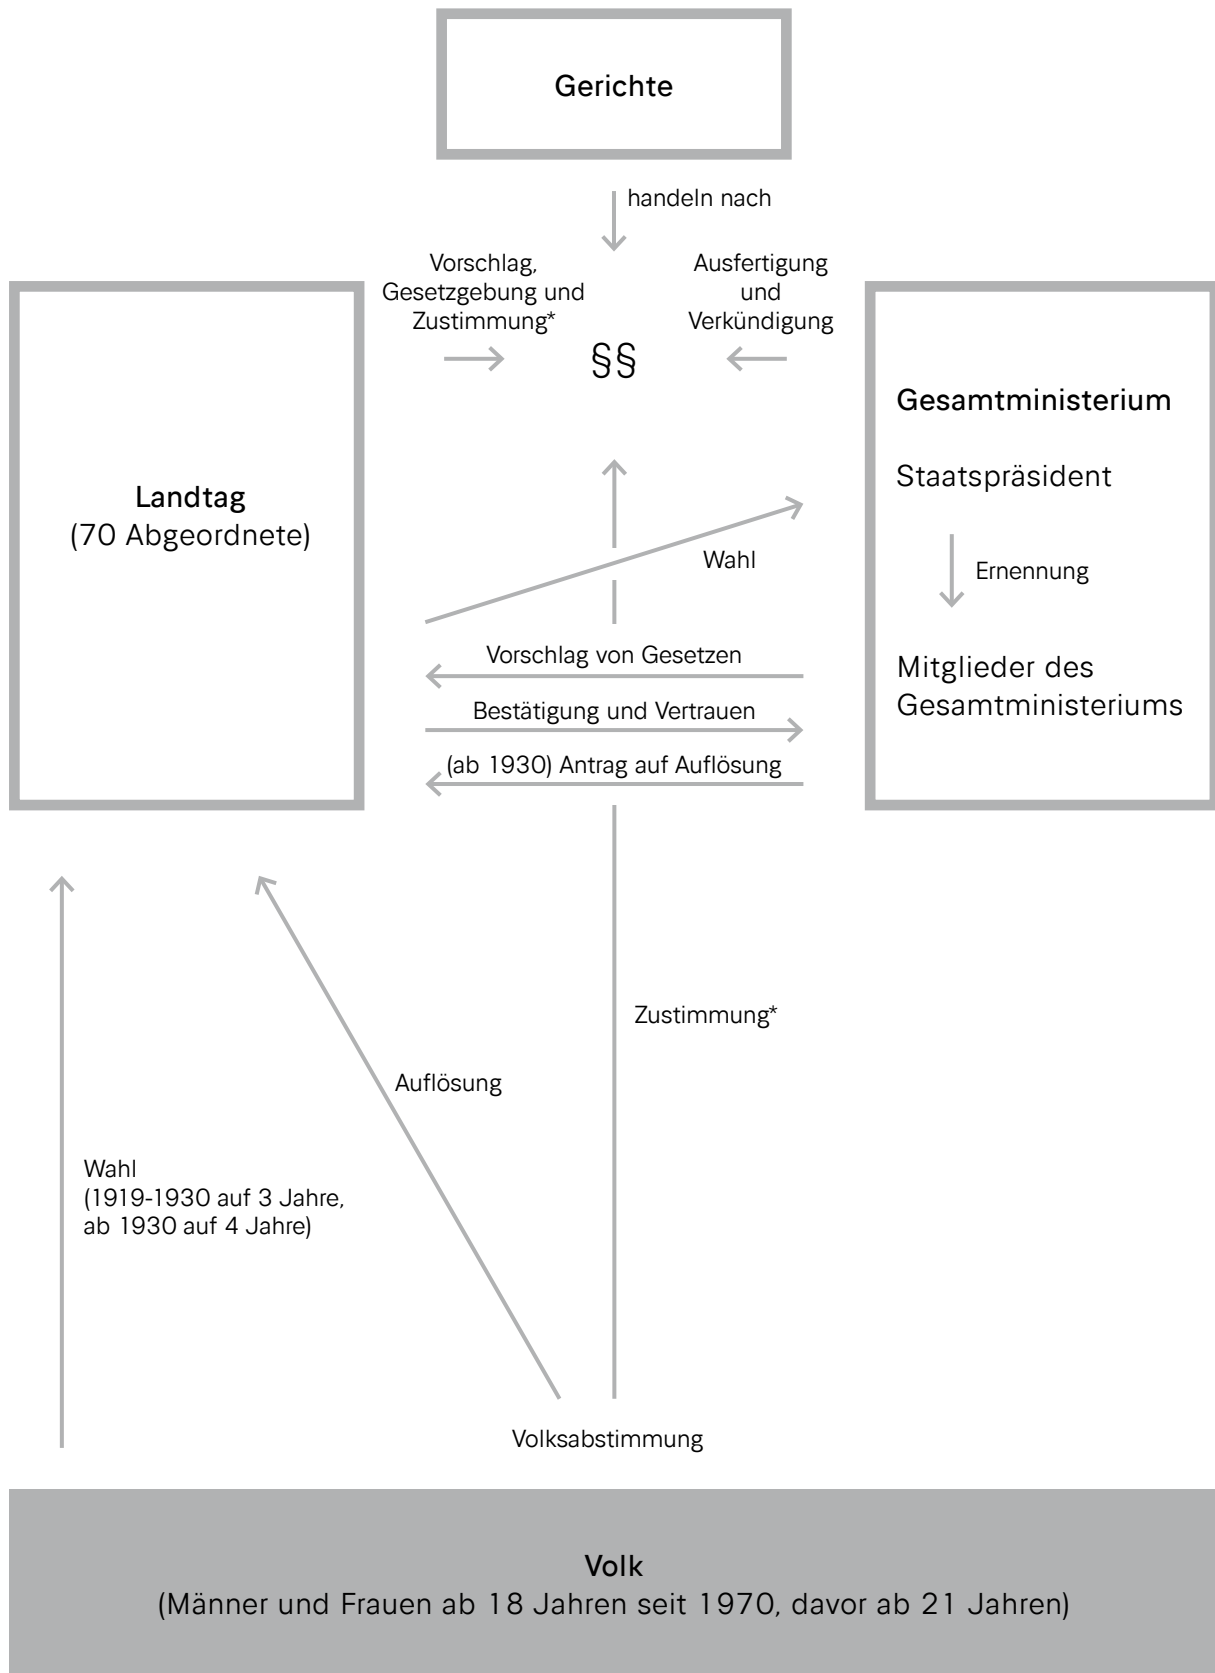 Gerichte
handeln nach
Vorschlag,
Gesetzgebung und
Zustimmung*
Ausfertigung
und
Verkündigung
§§
Landtag
(70 Abgeordnete)
Gesamtministerium
Staatspräsident
Ernennung
Mitglieder des
Gesamtministeriums
Wahl
Vorschlag von Gesetzen
Bestätigung und Vertrauen
(ab 1930) Antrag auf Auflösung
Zustimmung*
Auflösung
Wahl
(1919-1930 auf 3 Jahre,
ab 1930 auf 4 Jahre)
Volksabstimmung
Volk
(Männer und Frauen ab 18 Jahren seit 1970, davor ab 21 Jahren)